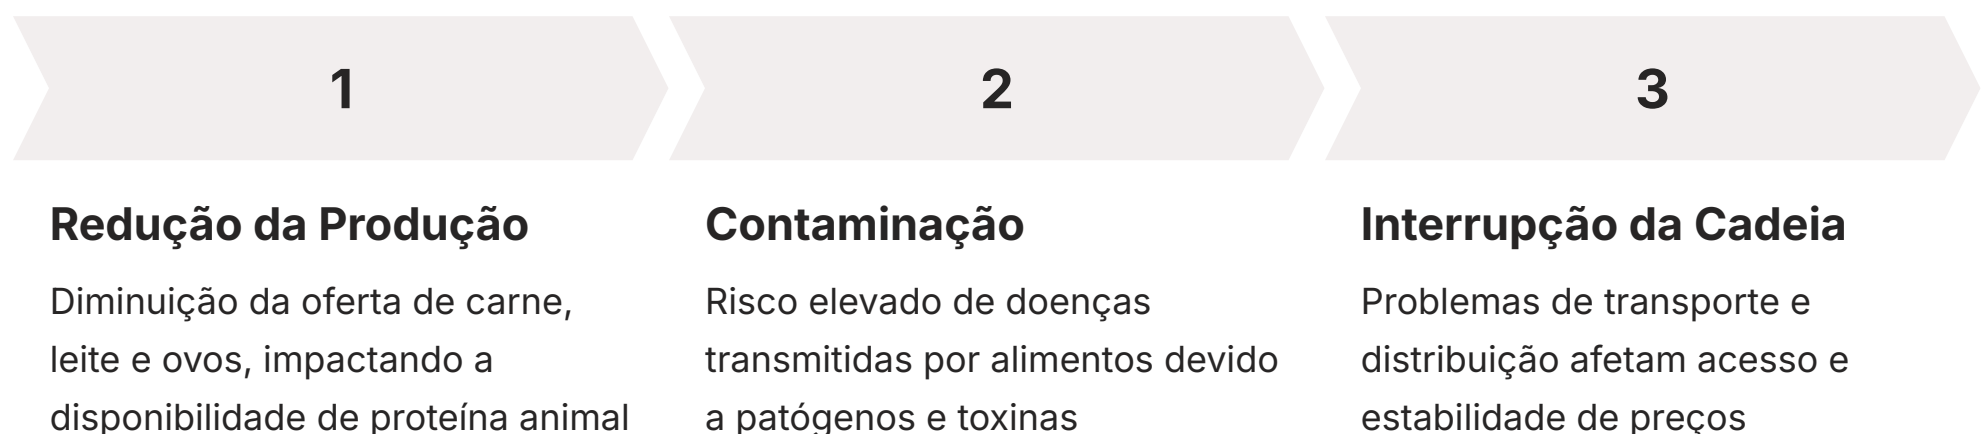 1
Redução da Produção
Diminuição da oferta de carne,
leite e ovos, impactando a
disponibilidade de proteína animal
2
Contaminação
Risco elevado de doenças
transmitidas por alimentos devido
a patógenos e toxinas
3
Interrupção da Cadeia
Problemas de transporte e
distribuição afetam acesso e
estabilidade de preços